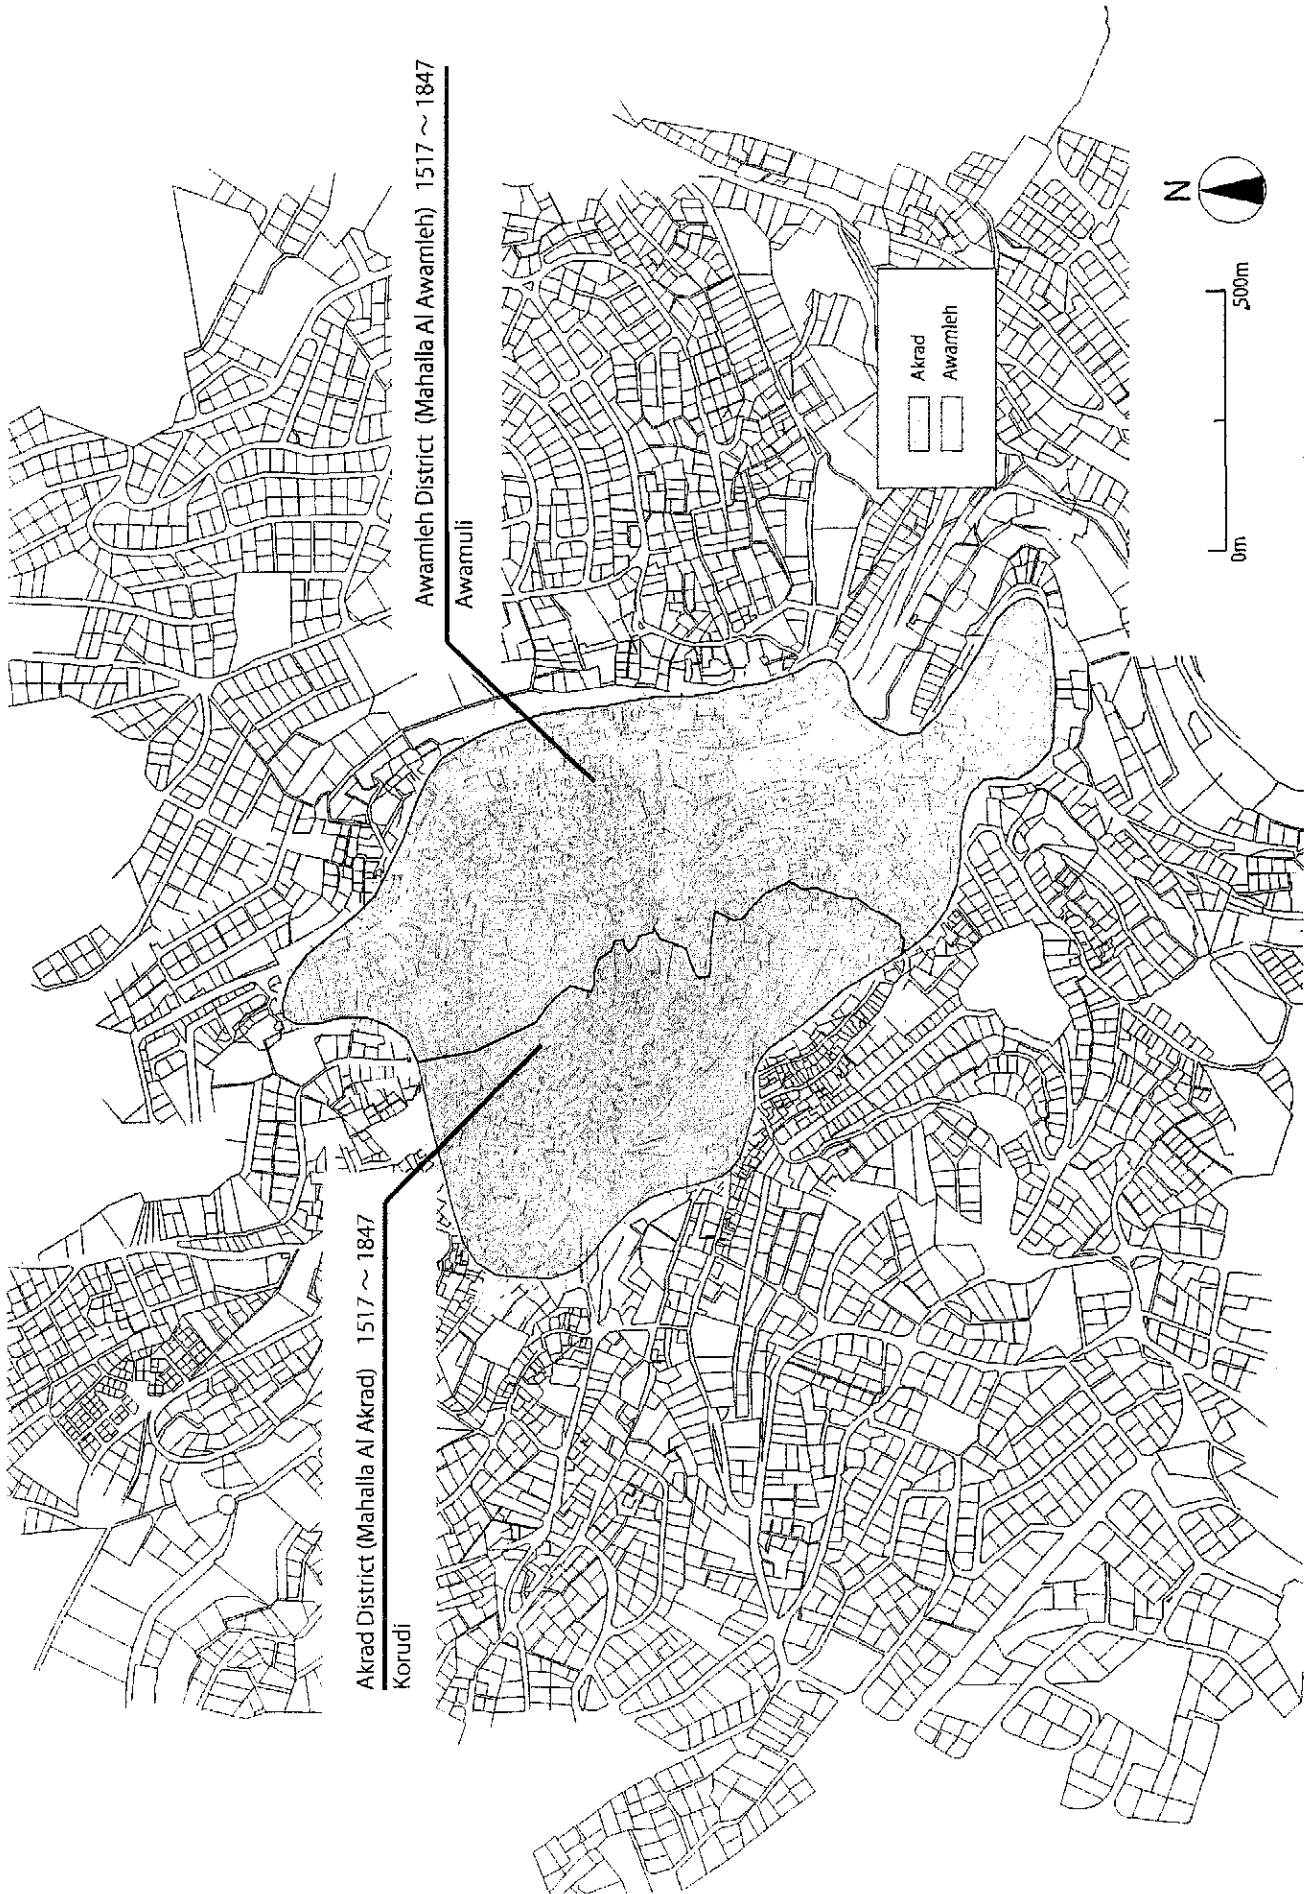 Awamleh District (Mahalla Al Awamleh) 1517 ~ 1847
Awamuli
Akrad District (Mahalla Al Akrad) 1517 ~ 1847
Korudi
Akrad
Awamleh
N
0m
500m